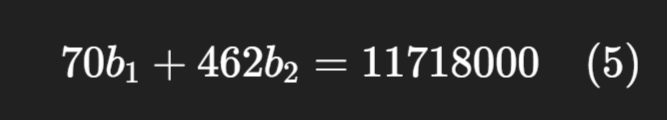 70b₁ + 462b₂ = 11718000 (5)